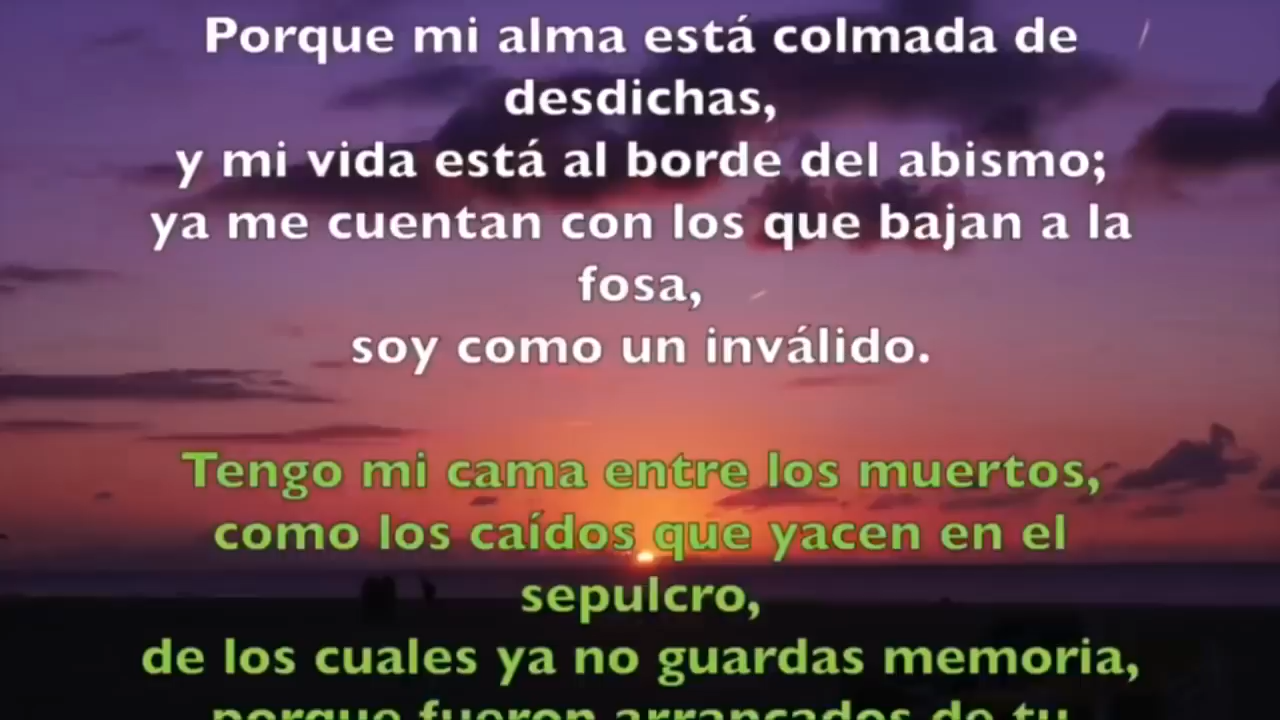 Porque mi alma está colmada de
desdichas,
y mi vida está al borde del abismo;
ya me cuentan con los que bajan a la
fosa,
soy como un inválido.
Tengo mi cama entre los muertos,
como los caídos que yacen en el
sepulcro,
de los cuales ya no guardas memoria,
porque fueron arrancados de tu